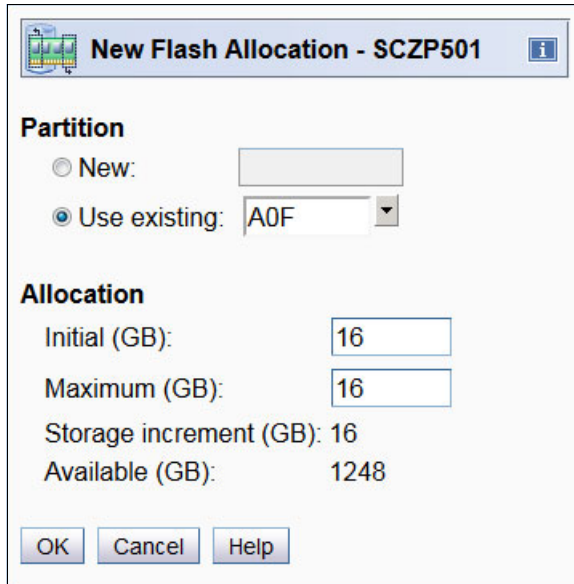 New Flash Allocation - SCZP501 i
Partition
New:
Use existing: A0F
Allocation
Initial (GB): 16
Maximum (GB): 16
Storage increment (GB): 16
Available (GB): 1248
OK Cancel Help